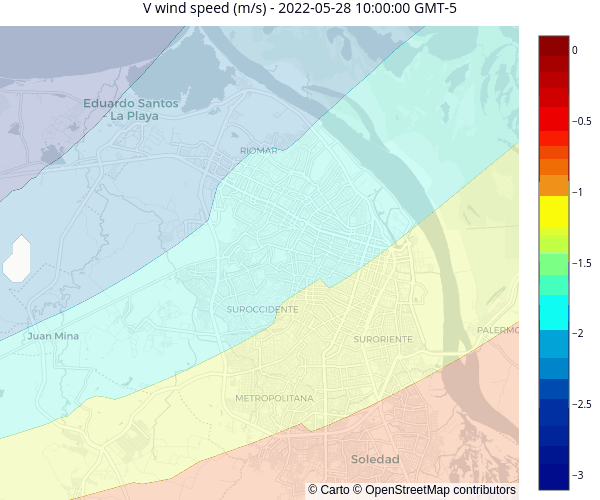 V wind speed (m/s) - 2022-05-28 10:00:00 GMT-5
0
Eduardo Santos
La Playa
−0.5
RIOMAR
−1
−1.5
SUROCCIDENTE
PALERMO
−2
Juan Mina
SURORIENTE
METROPOLITANA
−2.5
Soledad
−3
© Carto © OpenStreetMap contributors